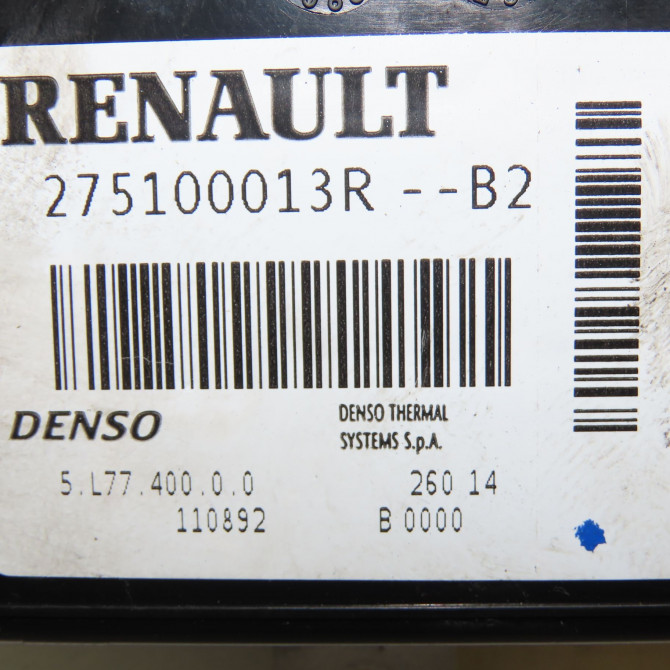 RENAULT
275100013R --B2
DENSO
DENSO THERMAL
SYSTEMS S.p.A.
5.L77.400.0.0
260 14
110892
B 0000